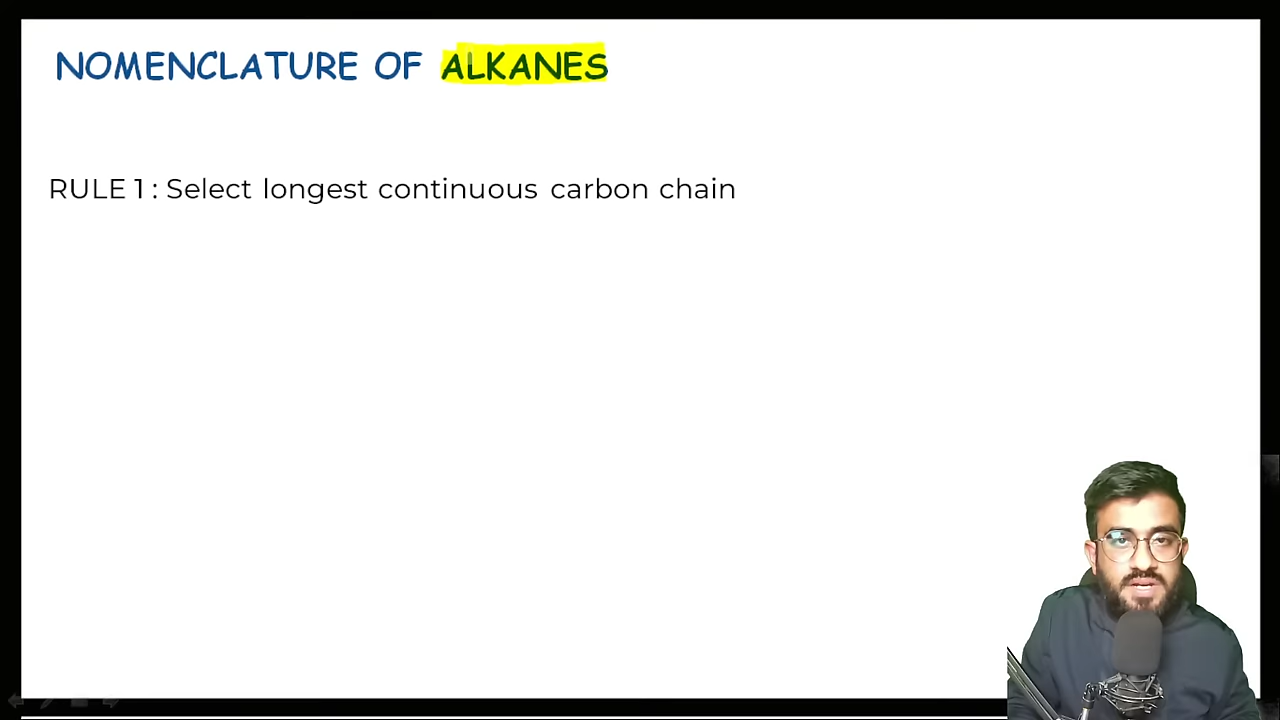 NOMENCLATURE OF ALKANES
RULE 1 : Select longest continuous carbon chain